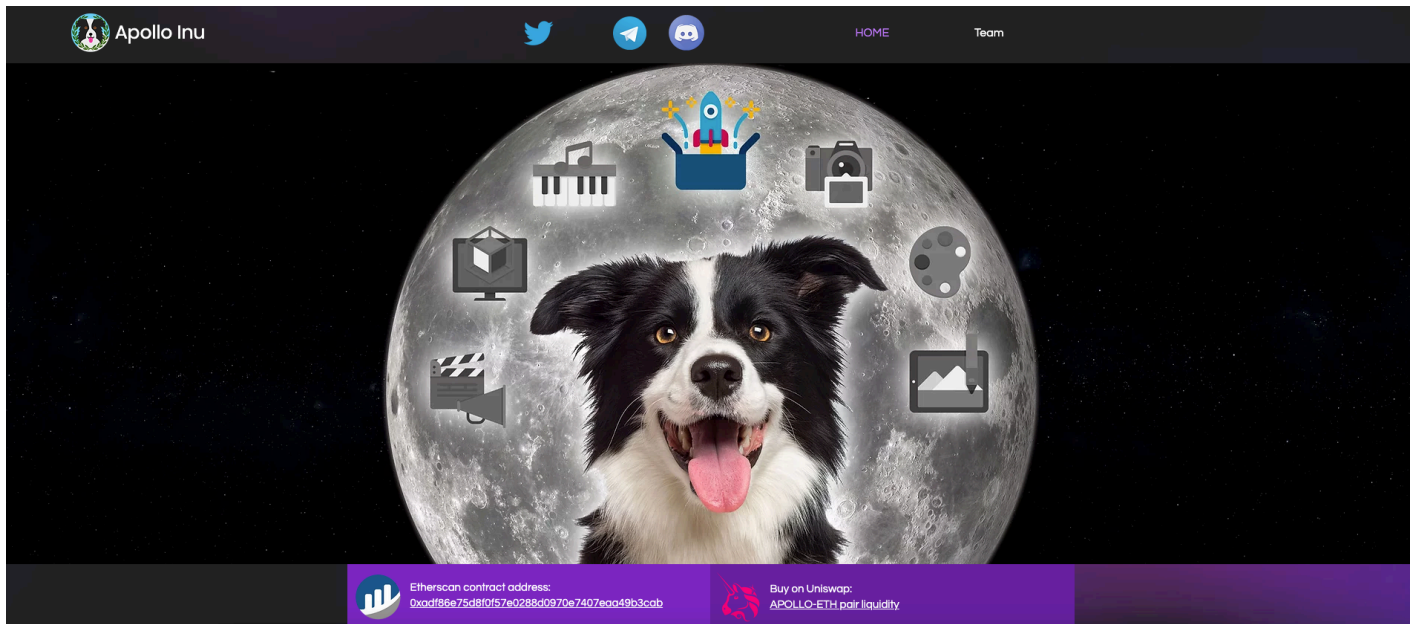 Apollo Inu
HOME
Team
Etherscan contract address:
0xadf86e75d8f0f57e0288d0970e7407eaa49b3cab
Buy on Uniswap:
APOLLO-ETH pair liquidity